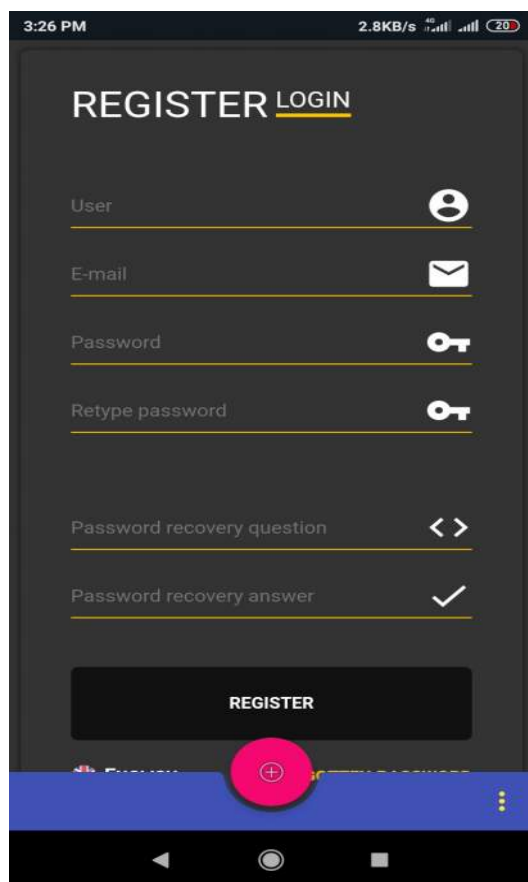 3:26 PM 2.8KB/s 4G 20
REGISTER LOGIN
User
E-mail
Password
Retype password
Password recovery question
Password recovery answer
REGISTER